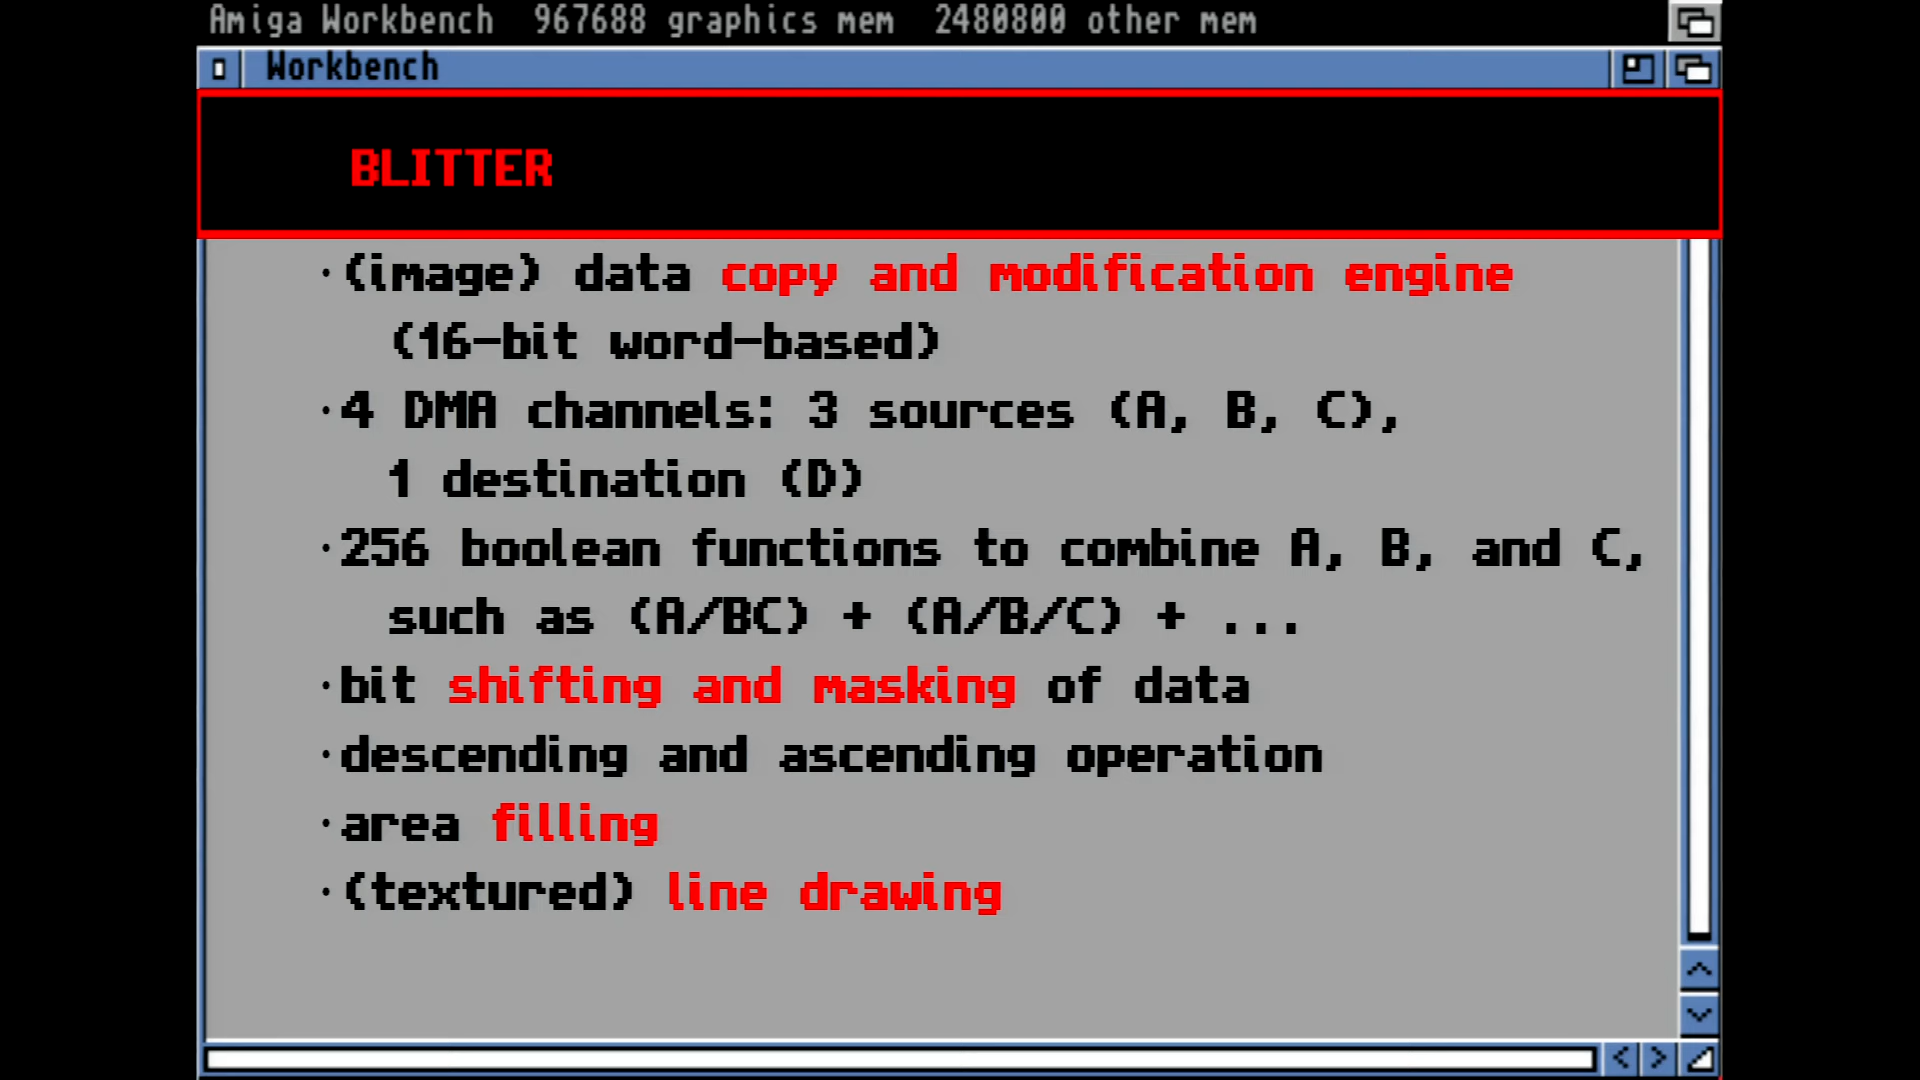 Amiga Workbench  967688 graphics mem  2480800 other mem
Workbench
BLITTER
·(image) data copy and modification engine
(16-bit word-based)
·4 DMA channels: 3 sources (A, B, C),
1 destination (D)
·256 boolean functions to combine A, B, and C,
such as (A/BC) + (A/B/C) + ...
·bit shifting and masking of data
·descending and ascending operation
·area filling
·(textured) line drawing